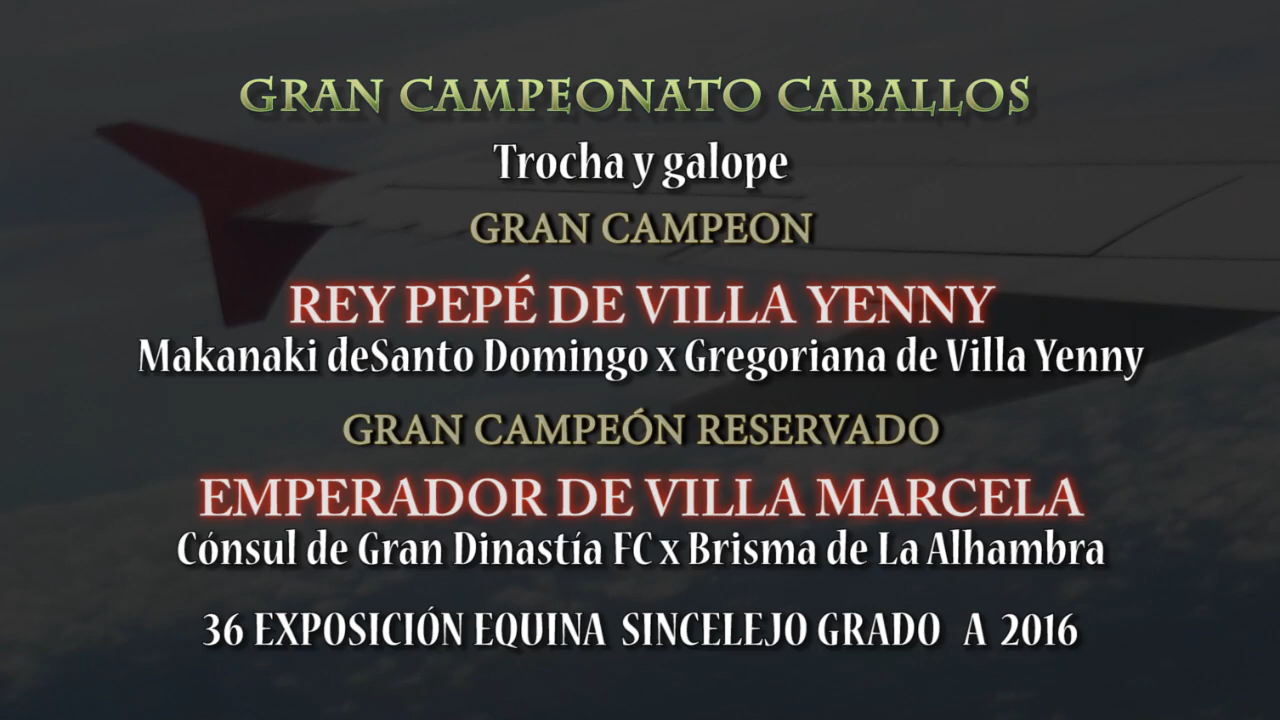 GRAN CAMPEONATO CABALLOS
Trocha y galope
GRAN CAMPEON
REY PEPÉ DE VILLA YENNY
Makanaki deSanto Domingo x Gregoriana de Villa Yenny
GRAN CAMPEÓN RESERVADO
EMPERADOR DE VILLA MARCELA
Cónsul de Gran Dinastía FC x Brisma de La Alhambra
36 EXPOSICIÓN EQUINA SINCELEJO GRADO A 2016